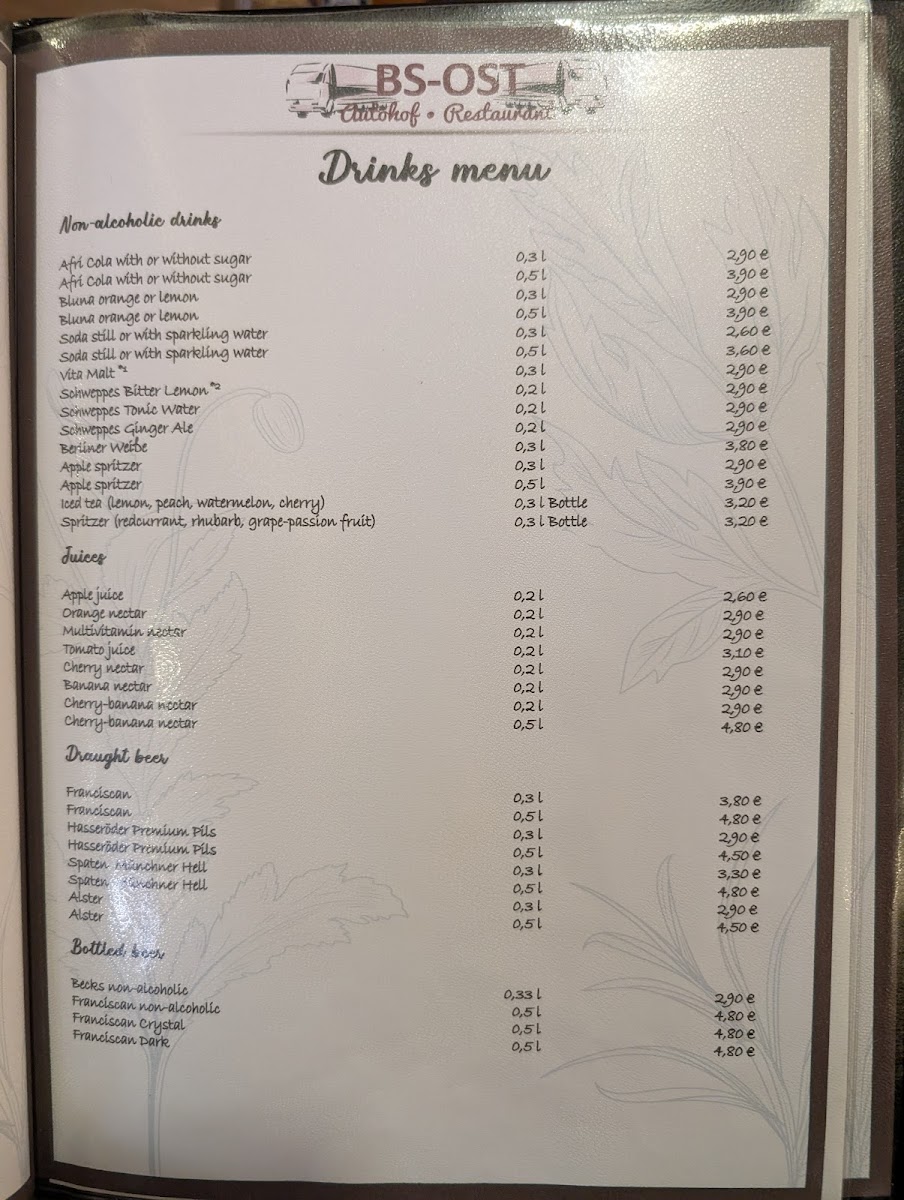 BS-OST
Autohof • Restaurant
Drinks menu
Non-alcoholic drinks
Afri Cola with or without sugar 0,3 l 2,90 €
Afri Cola with or without sugar 0,5 l 3,90 €
Bluna orange or lemon 0,3 l 2,90 €
Bluna orange or lemon 0,5 l 3,90 €
Soda still or with sparkling water 0,3 l 2,60 €
Soda still or with sparkling water 0,5 l 3,60 €
Vita Malt *1 0,3 l 2,90 €
Schweppes Bitter Lemon *2 0,2 l 2,90 €
Schweppes Tonic Water 0,2 l 2,90 €
Schweppes Ginger Ale 0,2 l 2,90 €
Berliner Weiße 0,3 l 3,80 €
Apple spritzer 0,3 l 2,90 €
Apple spritzer 0,5 l 3,90 €
Iced tea (lemon, peach, watermelon, cherry) 0,3 l Bottle 3,20 €
Spritzer (redcurrant, rhubarb, grape-passion fruit) 0,3 l Bottle 3,20 €
Juices
Apple juice 0,2 l 2,60 €
Orange nectar 0,2 l 2,90 €
Multivitamin nectar 0,2 l 2,90 €
Tomato juice 0,2 l 3,10 €
Cherry nectar 0,2 l 2,90 €
Banana nectar 0,2 l 2,90 €
Cherry-banana nectar 0,2 l 2,90 €
Cherry-banana nectar 0,5 l 4,80 €
Draught beer
Franciscan 0,3 l 3,80 €
Franciscan 0,5 l 4,80 €
Hasseröder Premium Pils 0,3 l 2,90 €
Hasseröder Premium Pils 0,5 l 4,50 €
Spaten Münchner Hell 0,3 l 3,30 €
Spaten Münchner Hell 0,5 l 4,80 €
Alster 0,3 l 2,90 €
Alster 0,5 l 4,50 €
Bottled beer
Becks non-alcoholic 0,33 l 2,90 €
Franciscan non-alcoholic 0,5 l 4,80 €
Franciscan Crystal 0,5 l 4,80 €
Franciscan Dark 0,5 l 4,80 €